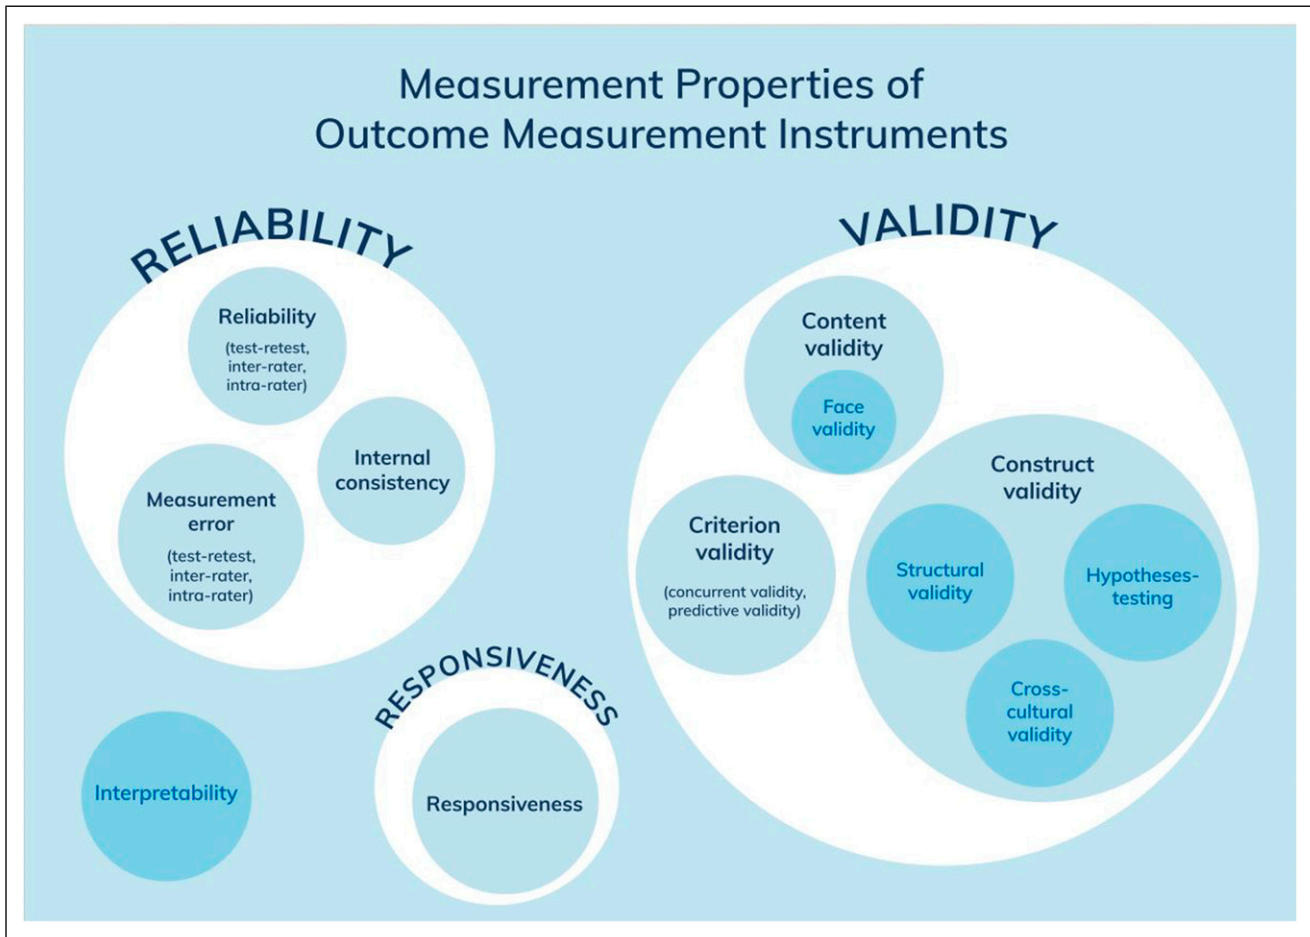 Measurement Properties of
Outcome Measurement Instruments
RELIABILITY
Reliability
(test-retest,
inter-rater,
intra-rater)
Internal
consistency
Measurement
error
(test-retest,
inter-rater,
intra-rater)
VALIDITY
Content
validity
Face
validity
Construct
validity
Criterion
validity
(concurrent validity,
predictive validity)
Structural
validity
Hypotheses-
testing
Cross-
cultural
validity
RESPONSIVENESS
Responsiveness
Interpretability